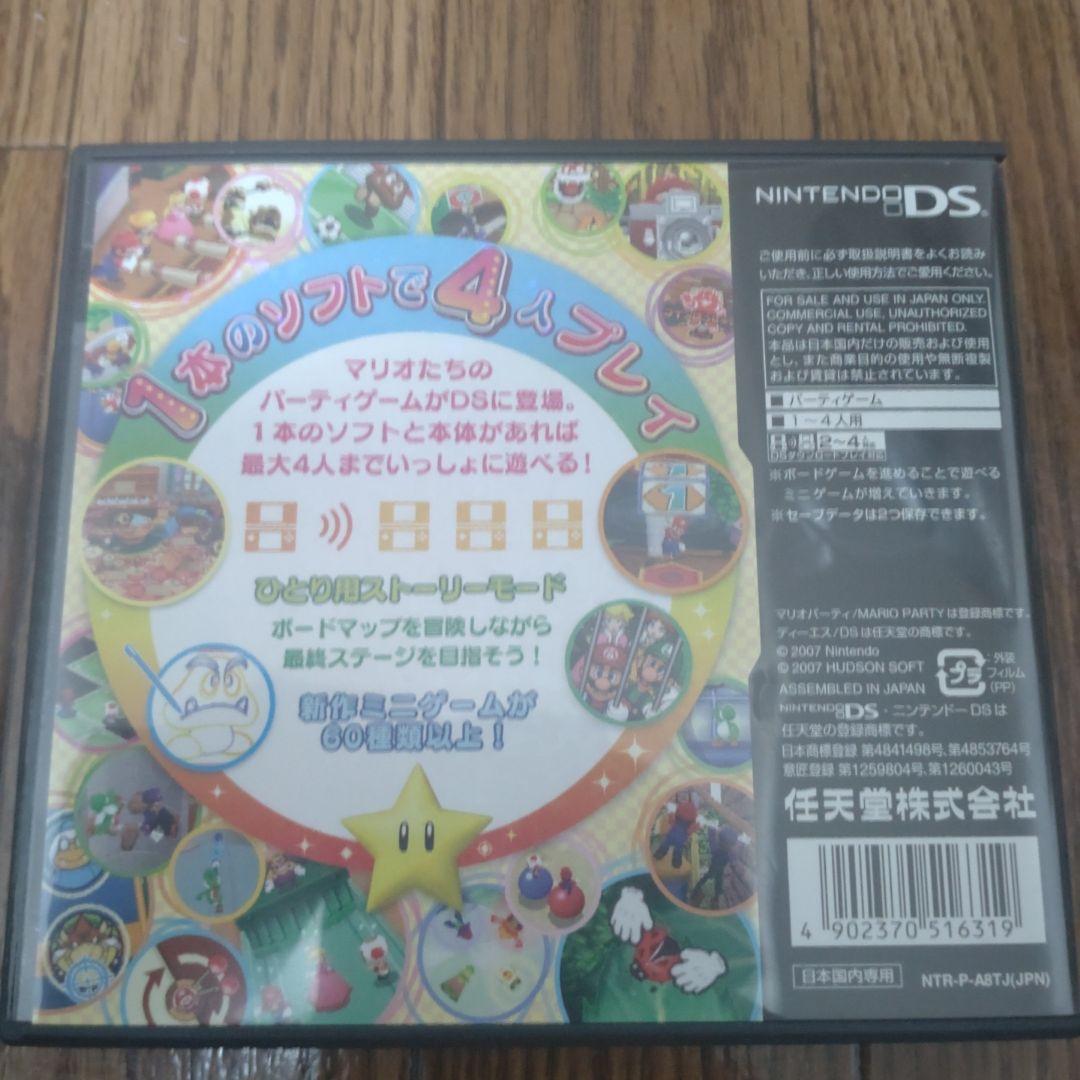 1本のソフトで4人プレイ
マリオたちの
パーティゲームがDSに登場。
1本のソフトと本体があれば
最大4人までいっしょに遊べる！
ひとり用ストーリーモード
ボードマップを冒険しながら
最終ステージを目指そう！
新作ミニゲームが
60種類以上！
NINTENDO DS
ご使用前に必ず取扱説明書をよくお読み
いただき、正しい使用方法でご愛用ください。
FOR SALE AND USE IN JAPAN ONLY.
COMMERCIAL USE, UNAUTHORIZED
COPY AND RENTAL PROHIBITED.
本品は日本国内だけの販売および使用
とし、また商業目的の使用や無断複製
および賃貸は禁止されています。
■パーティゲーム
■1～4人用
2～4人対応
DSダウンロードプレイ対応
※ボードゲームを進めることで遊べる
ミニゲームが増えていきます。
※セーブデータは2つ保存できます。
マリオパーティ/MARIO PARTYは登録商標です。
ディーエス/DSは任天堂の商標です。
© 2007 Nintendo
© 2007 HUDSON SOFT
ASSEMBLED IN JAPAN
プラ
:外装
フィルム
(PP)
NINTENDO DS・ニンテンドーDSは
任天堂の登録商標です。
日本商標登録 第4841498号、第4853764号
意匠登録 第1259804号、第1260043号
任天堂株式会社
4 902370 516319
日本国内専用
NTR-P-A8TJ(JPN)